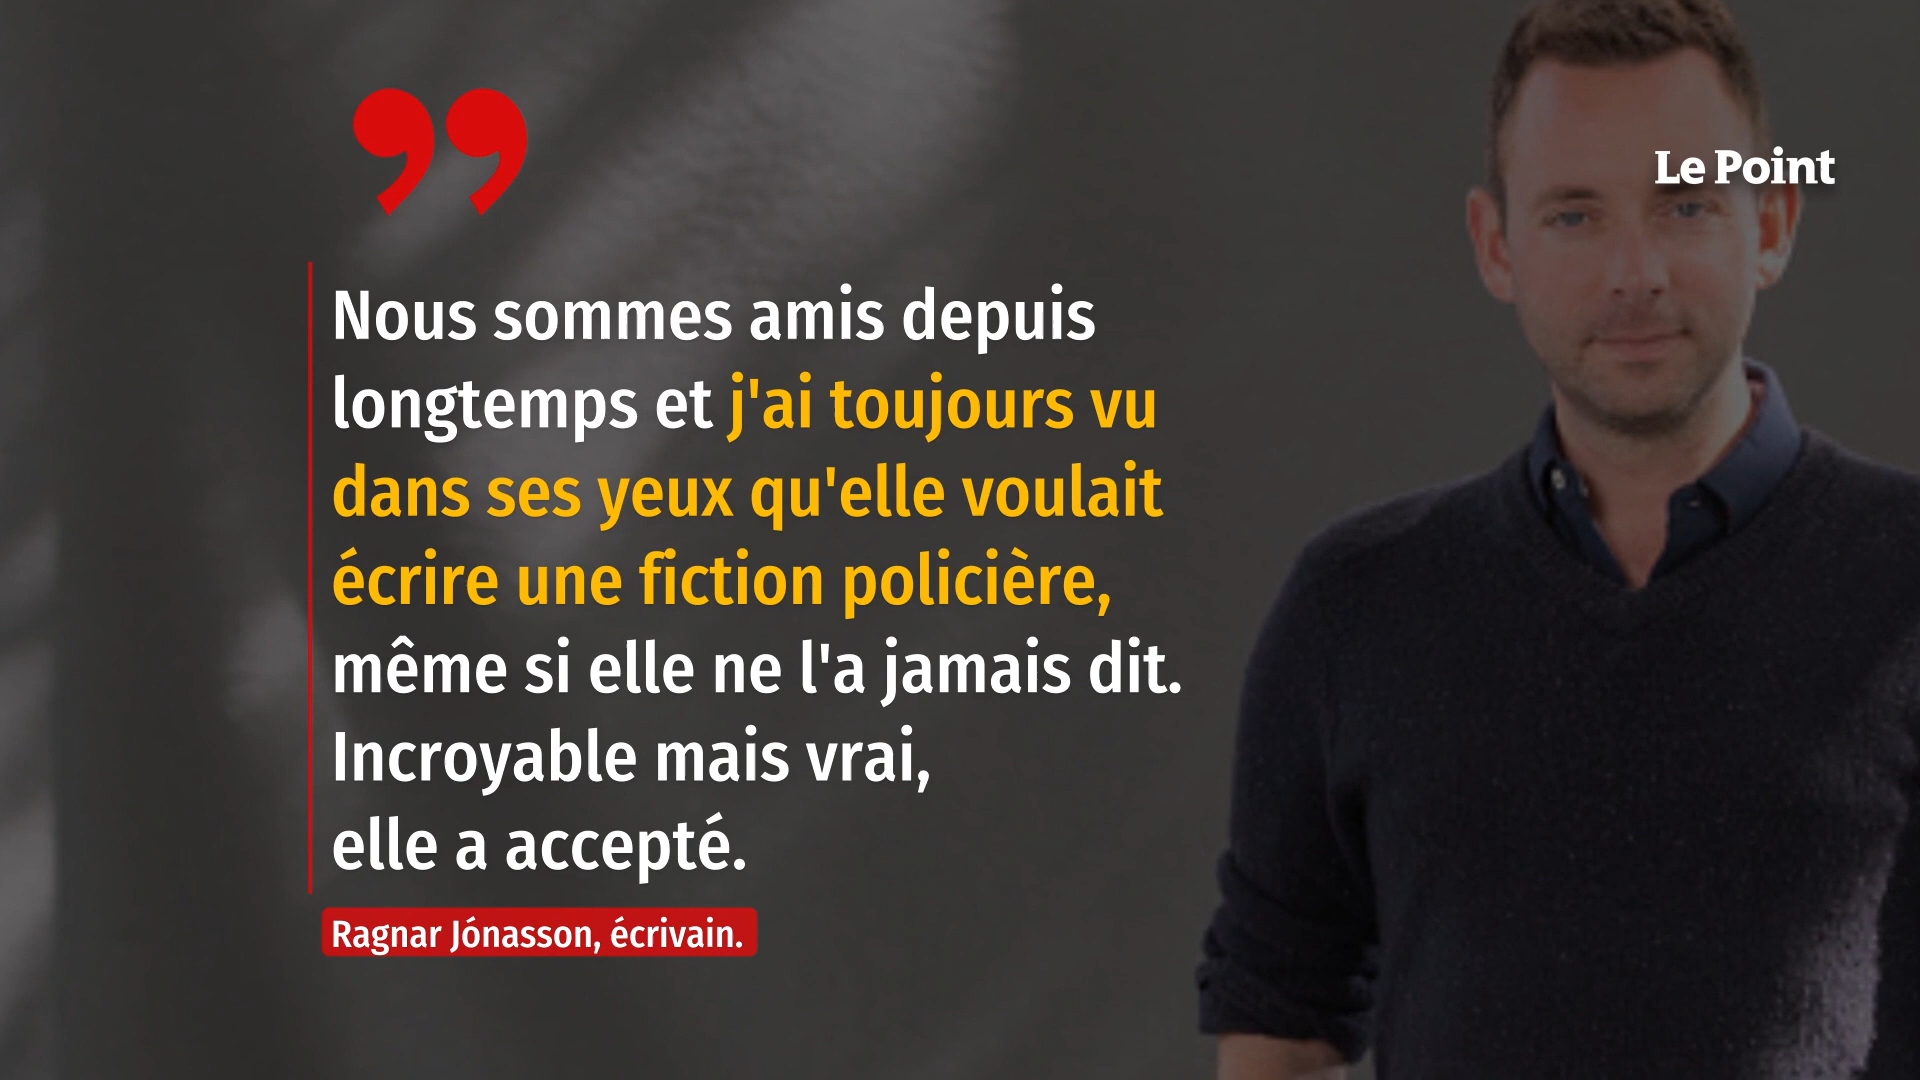 ”
Le Point
Nous sommes amis depuis
longtemps et j'ai toujours vu
dans ses yeux qu'elle voulait
écrire une fiction policière,
même si elle ne l'a jamais dit.
Incroyable mais vrai,
elle a accepté.
Ragnar Jónasson, écrivain.